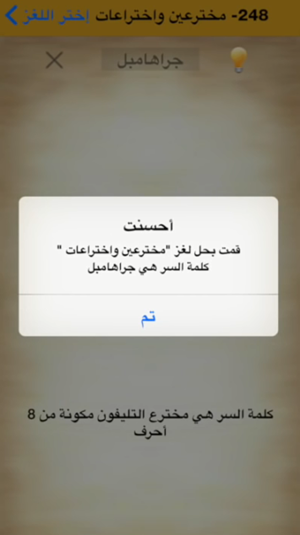 248- مخترعين واختراعات
إختر اللغز
جراهامبل
أحسنت
قمت بحل لغز "مخترعين واختراعات "
كلمة السر هي جراهامبل
تم
كلمة السر هي مخترع التليفون مكونة من 8
أحرف